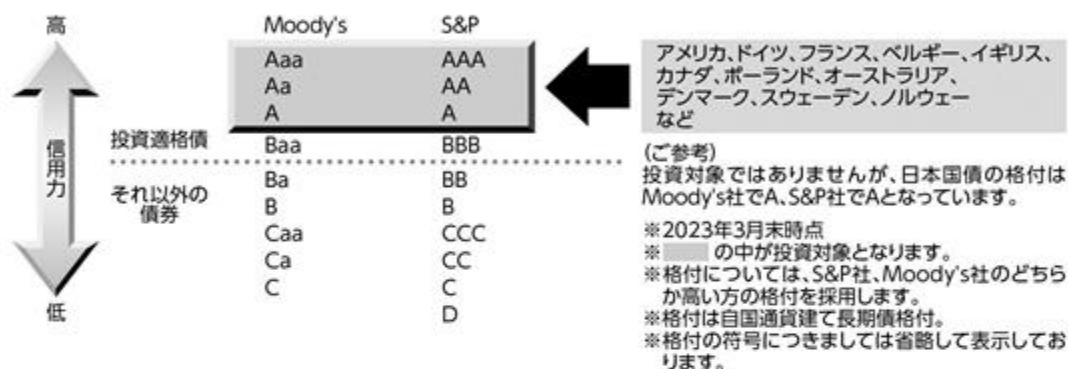 高
信用力
低
Moody's S&P
Aaa AAA
Aa AA
A A
投資適格債 Baa BBB
それ以外の
債券
Ba BB
B B
Caa CCC
Ca CC
C C
D
アメリカ、ドイツ、フランス、ベルギー、イギリス、
カナダ、ポーランド、オーストラリア、
デンマーク、スウェーデン、ノルウェー
など
(ご参考)
投資対象ではありませんが、日本国債の格付は
Moody's社でA、S&P社でAとなっています。
※2023年3月末時点
※ の中が投資対象となります。
※格付については、S&P社、Moody's社のどちら
か高い方の格付を採用します。
※格付は自国通貨建て長期債格付。
※格付の符号につきましては省略して表示してお
ります。